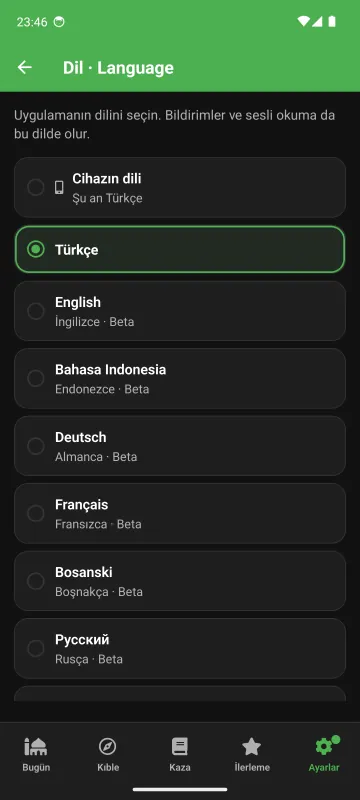 23:46
Dil · Language
Uygulamanın dilini seçin. Bildirimler ve sesli okuma da
bu dilde olur.
Cihazın dili
Şu an Türkçe
Türkçe
English
İngilizce · Beta
Bahasa Indonesia
Endonezce · Beta
Deutsch
Almanca · Beta
Français
Fransızca · Beta
Bosanski
Boşnakça · Beta
Русский
Rusça · Beta
Bugün
Kıble
Kaza
İlerleme
Ayarlar